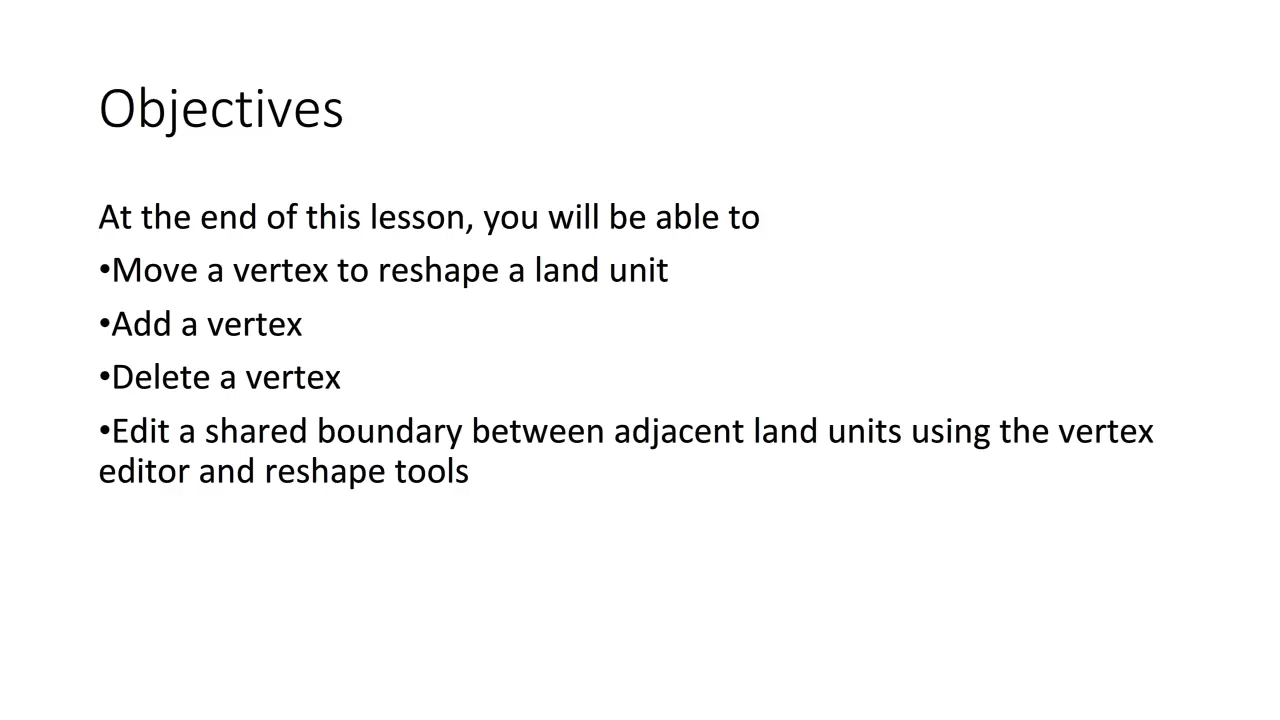 Objectives
At the end of this lesson, you will be able to
•Move a vertex to reshape a land unit
•Add a vertex
•Delete a vertex
•Edit a shared boundary between adjacent land units using the vertex
editor and reshape tools